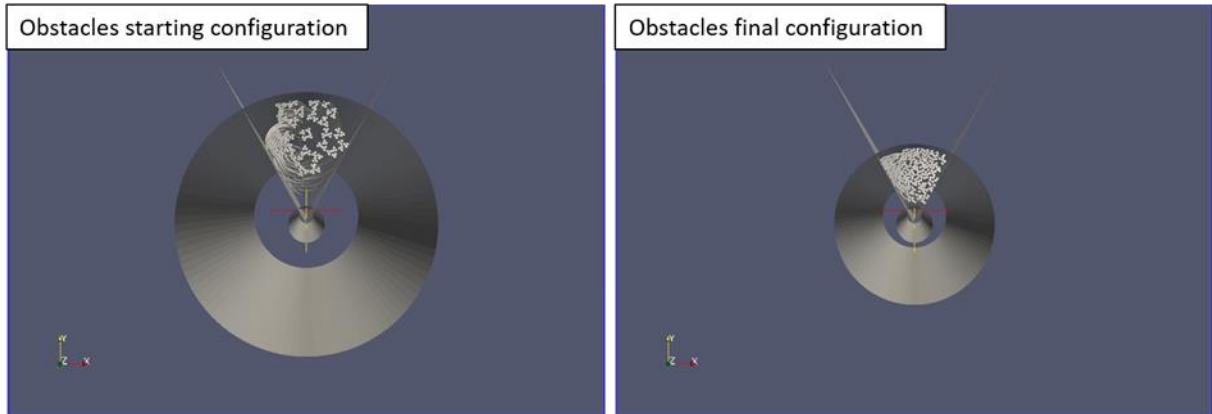 Obstacles starting configuration
Obstacles final configuration
Y
Z X
Y
Z X